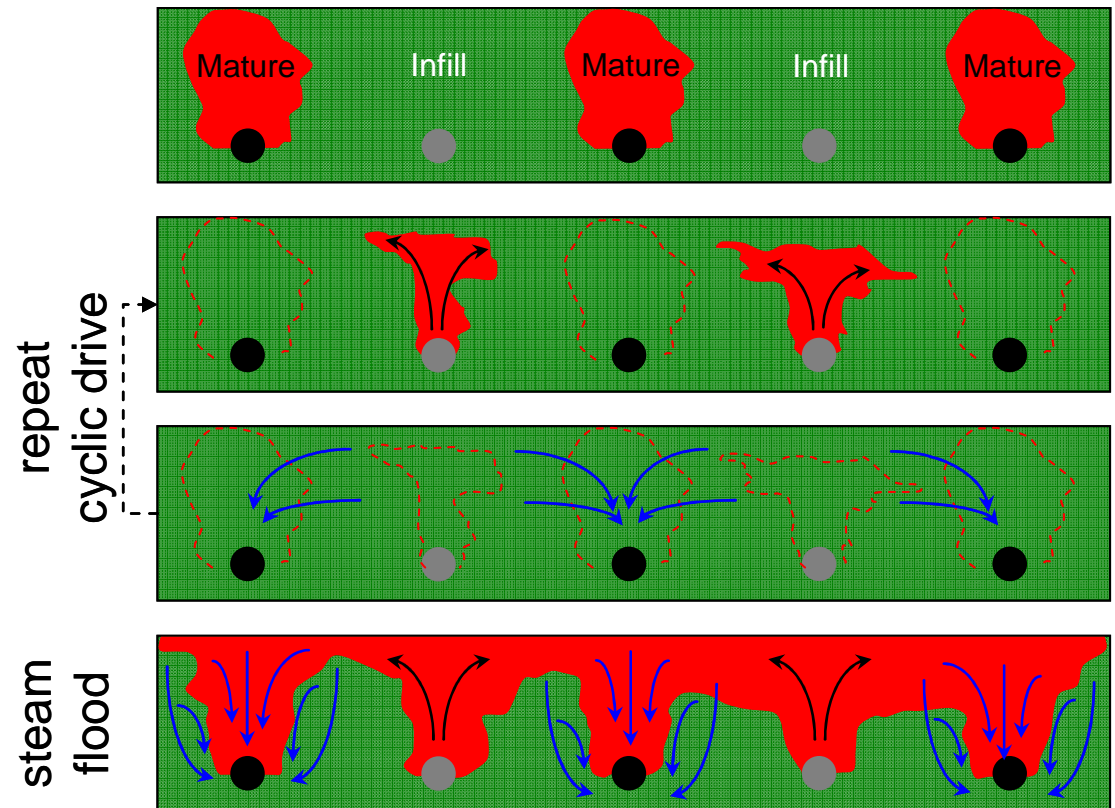 Mature
Infill
Mature
Infill
Mature
repeat
cyclic drive
steam
flood